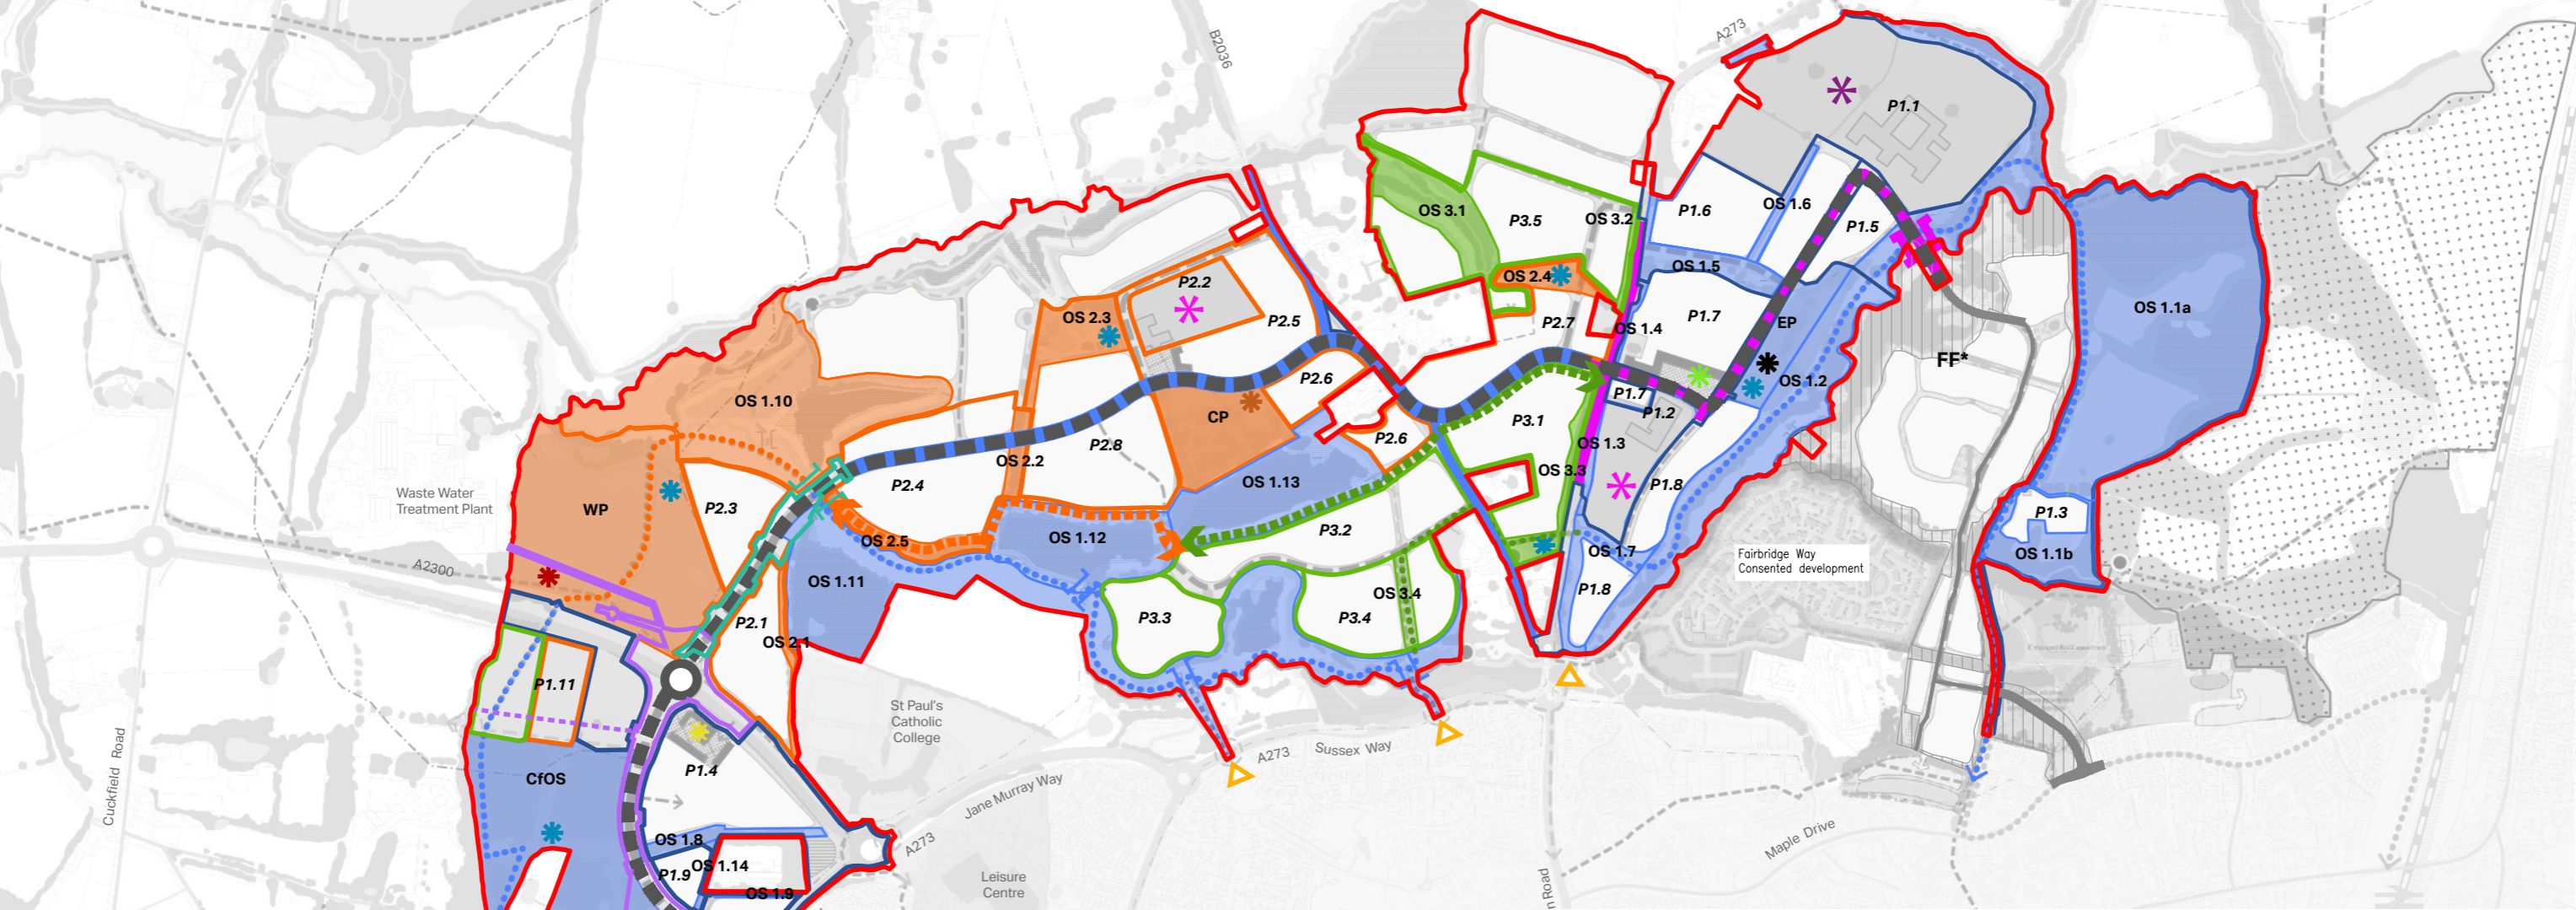 B2036
A273
P1.1
OS 3.1
P3.5
OS 3.2
P1.6
OS 1.6
P1.5
OS 1.5
OS 2.4
P2.2
OS 2.3
P2.5
P2.7
OS 1.4
P1.7
EP
OS 1.1a
FF*
P2.6
OS 1.2
P1.7
P1.2
OS 1.10
CP
P3.1
P2.6
OS 1.3
P2.8
OS 2.2
OS 3.3
P1.8
P2.4
OS 1.13
Waste Water
Treatment Plant
WP
P2.3
P3.2
P1.3
OS 1.12
OS 2.5
OS 1.7
Fairbridge Way
Consented development
OS 1.1b
A2300
OS 1.11
P1.8
OS 3.4
P3.3
P3.4
P2.1
OS 2.1
P1.11
St Paul's
Catholic
College
A273
Sussex Way
Cuckfield Road
CfOS
P1.4
Jane Murray Way
A273
OS 1.8
Maple Drive
OS 1.14
P1.9
OS 1.9
Leisure
Centre
Road